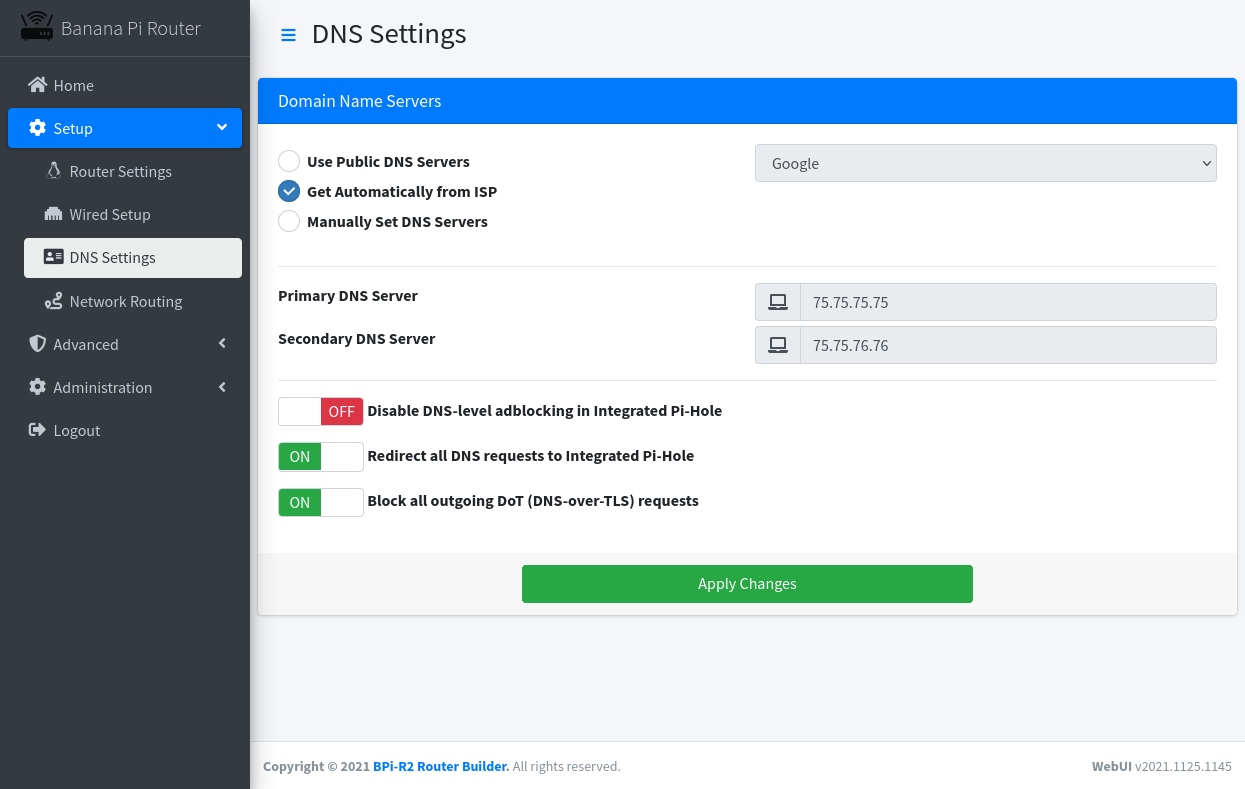 Banana Pi Router
Home
Setup
Router Settings
Wired Setup
DNS Settings
Network Routing
Advanced
Administration
Logout
DNS Settings
Domain Name Servers
Use Public DNS Servers
Google
Get Automatically from ISP
Manually Set DNS Servers
Primary DNS Server
75.75.75.75
Secondary DNS Server
75.75.76.76
OFF Disable DNS-level adblocking in Integrated Pi-Hole
ON Redirect all DNS requests to Integrated Pi-Hole
ON Block all outgoing DoT (DNS-over-TLS) requests
Apply Changes
Copyright © 2021 BPi-R2 Router Builder. All rights reserved.
WebUI v2021.1125.1145